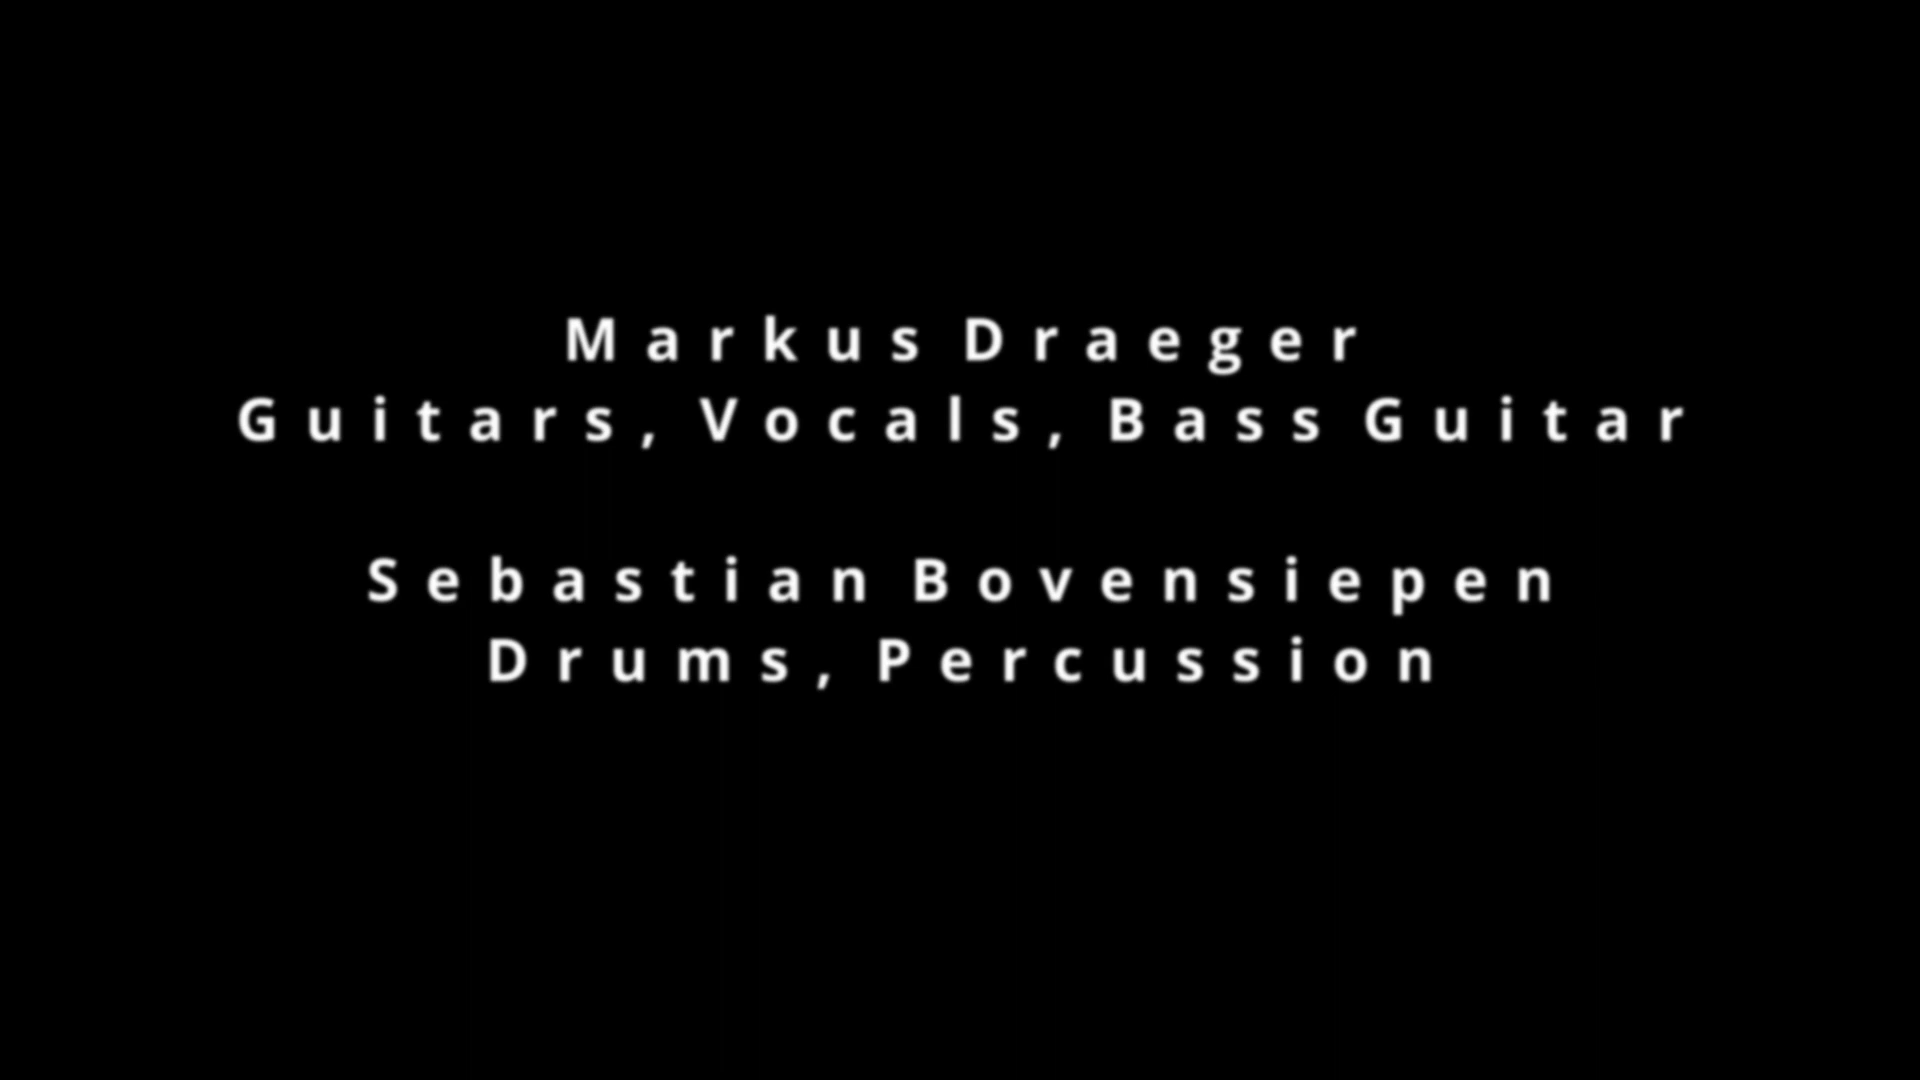 Markus Draeger
Guitars, Vocals, Bass Guitar
Sebastian Bovensiepen
Drums, Percussion